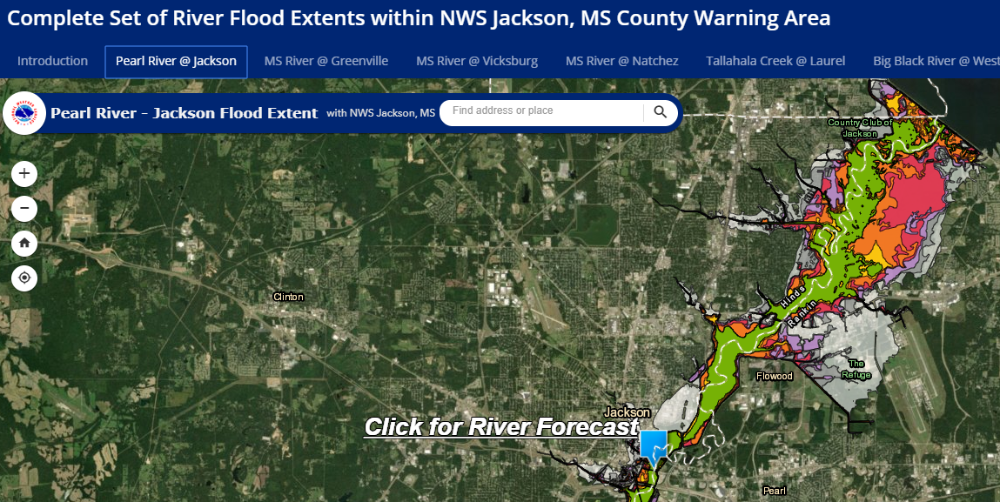 Complete Set of River Flood Extents within NWS Jackson, MS County Warning Area
Introduction
Pearl River @ Jackson
MS River @ Greenville
MS River @ Vicksburg
MS River @ Natchez
Tallahala Creek @ Laurel
Big Black River @ West
Pearl River - Jackson Flood Extent
with NWS Jackson, MS
Find address or place
Country Club of
Jackson
Clinton
Hinds
Rankin
The
Refuge
Flowood
Jackson
Click for River Forecast
Pearl